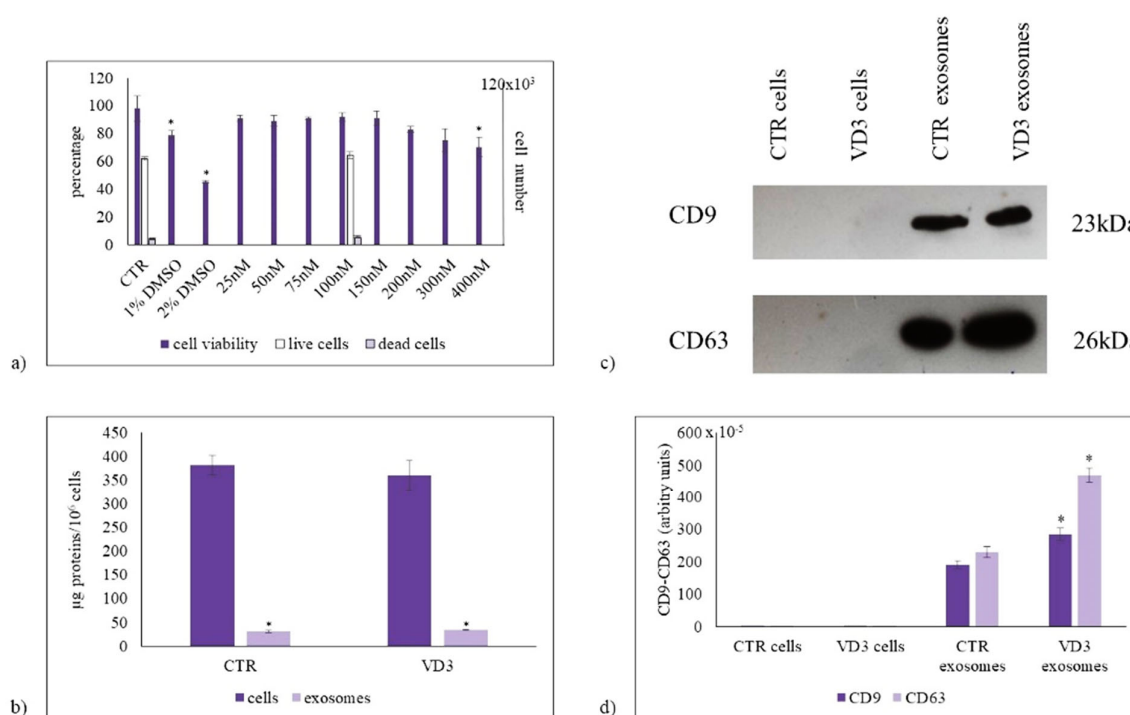 120
100
80
60
40
20
0
percentage
120x10³
cell number
*
*
*
CTR
1% DMSO
2% DMSO
25nM
50nM
75nM
100nM
150nM
200nM
300nM
400nM
cell viability live cells dead cells
a)
CTR cells
VD3 cells
CTR exosomes
VD3 exosomes
CD9
23kDa
CD63
26kDa
c)
450
400
350
300
250
200
150
100
50
0
µg proteins/10⁶ cells
*
*
CTR VD3
cells exosomes
b)
600 x 10⁻⁵
500
400
300
200
100
0
CD9-CD63 (arbitry units)
*
*
CTR cells VD3 cells CTR exosomes VD3 exosomes
CD9 CD63
d)